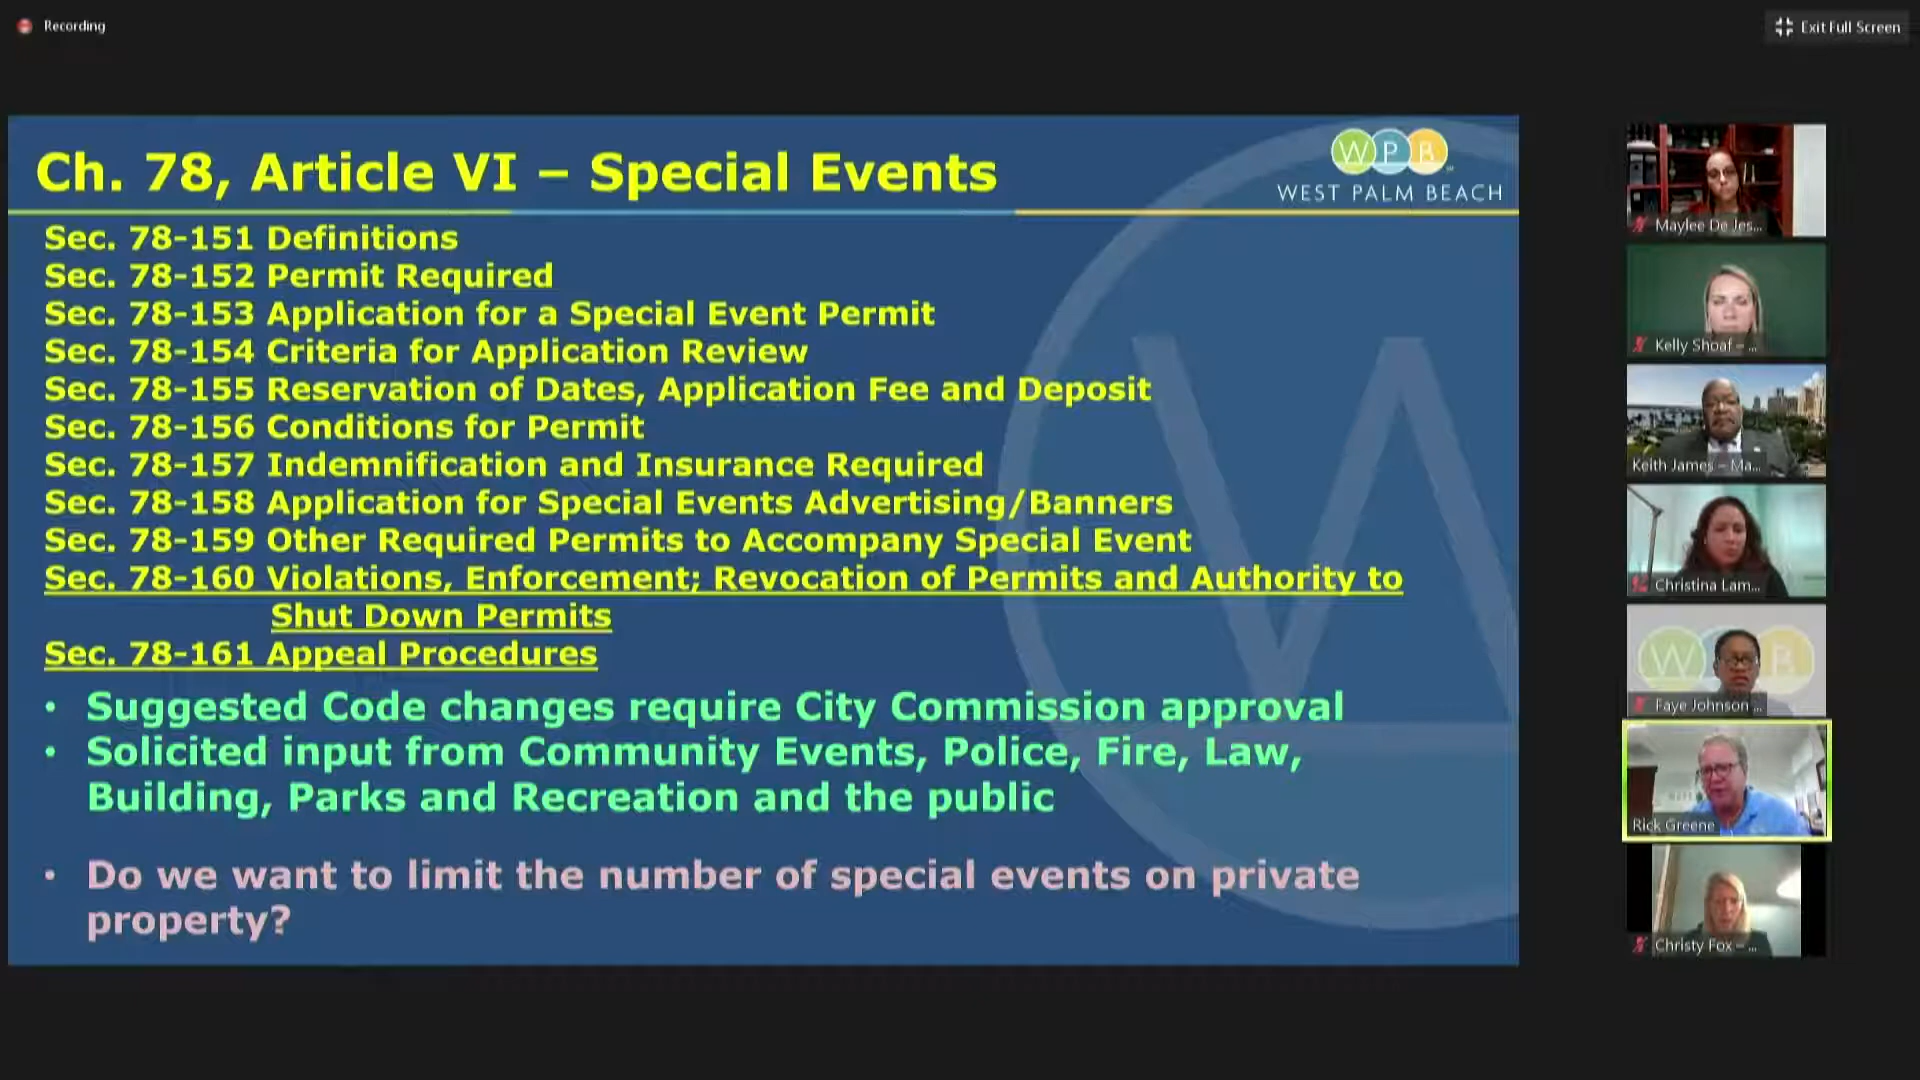 Recording
Exit Full Screen
Ch. 78, Article VI – Special Events
WPB
WEST PALM BEACH
Sec. 78-151 Definitions
Sec. 78-152 Permit Required
Sec. 78-153 Application for a Special Event Permit
Sec. 78-154 Criteria for Application Review
Sec. 78-155 Reservation of Dates, Application Fee and Deposit
Sec. 78-156 Conditions for Permit
Sec. 78-157 Indemnification and Insurance Required
Sec. 78-158 Application for Special Events Advertising/Banners
Sec. 78-159 Other Required Permits to Accompany Special Event
Sec. 78-160 Violations, Enforcement; Revocation of Permits and Authority to
Shut Down Permits
Sec. 78-161 Appeal Procedures
• Suggested Code changes require City Commission approval
• Solicited input from Community Events, Police, Fire, Law,
Building, Parks and Recreation and the public
• Do we want to limit the number of special events on private
property?
Maylee De Jes...
Kelly Shoaf – ...
Keith James – Ma...
Christina Lam...
W B
Faye Johnson ...
Rick Greene
Christy Fox – ...